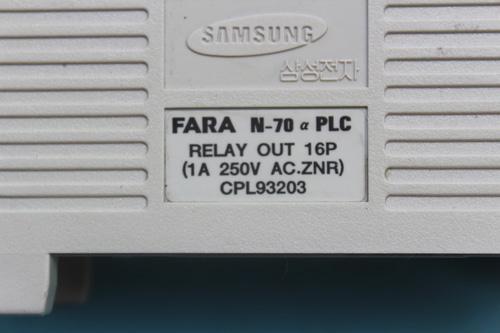 SAMSUNG
삼성전자
FARA N-70 α PLC
RELAY OUT 16P
(1A 250V AC.ZNR)
CPL93203